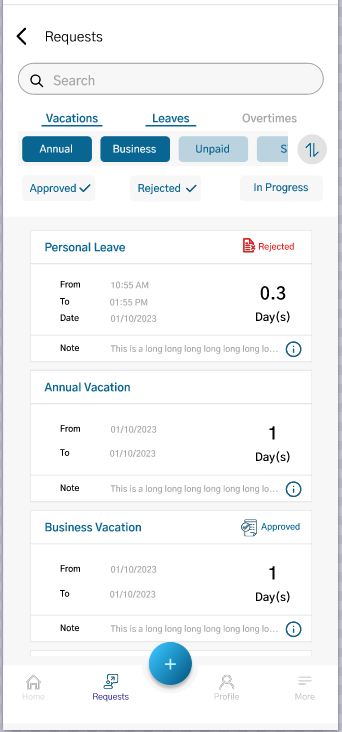 Requests
Search
Vacations Leaves Overtimes
Annual Business Unpaid S
Approved Rejected In Progress
Personal Leave Rejected
From 10:55 AM
To 01:55 PM
Date 01/10/2023
0.3
Day(s)
Note This is a long long long long long long lo...
Annual Vacation
From 01/10/2023
To 01/10/2023
1
Day(s)
Note This is a long long long long long long lo...
Business Vacation Approved
From 01/10/2023
To 01/10/2023
1
Day(s)
Note This is a long long long long long long lo...
Home Requests Profile More